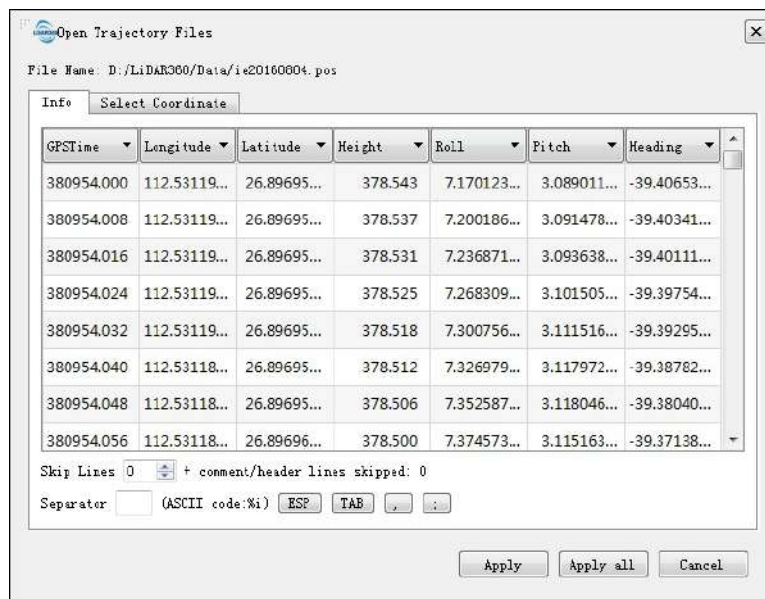 Open Trajectory Files
File Name: D:/LiDAR360/Data/ie20160804.pos
Info Select Coordinate
GPSTime Longitude Latitude Height Roll Pitch Heading
380954.000 112.53119... 26.89695... 378.543 7.170123... 3.089011... -39.40653...
380954.008 112.53119... 26.89695... 378.537 7.200186... 3.091478... -39.40341...
380954.016 112.53119... 26.89695... 378.531 7.236871... 3.093638... -39.40111...
380954.024 112.53119... 26.89695... 378.525 7.268309... 3.101505... -39.39754...
380954.032 112.53119... 26.89695... 378.518 7.300756... 3.111516... -39.39295...
380954.040 112.53118... 26.89695... 378.512 7.326979... 3.117972... -39.38782...
380954.048 112.53118... 26.89695... 378.506 7.352587... 3.118046... -39.38040...
380954.056 112.53118... 26.89696... 378.500 7.374573... 3.115163... -39.37138...
Skip Lines 0 + comment/header lines skipped: 0
Separator (ASCII code:%i) ESP TAB , ;
Apply Apply all Cancel